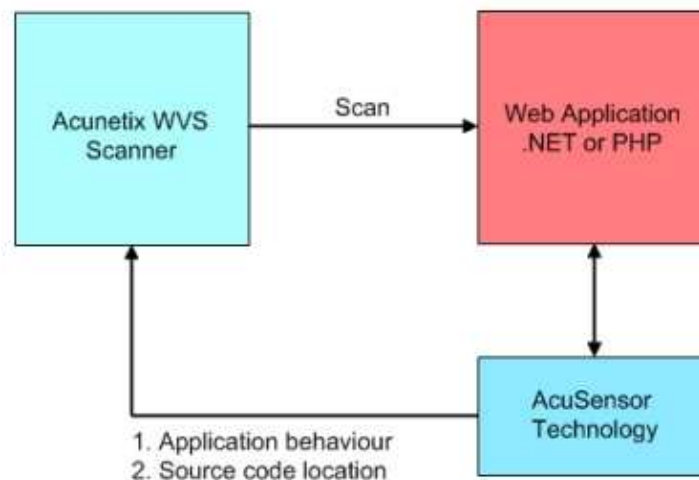 Acunetix WVS
Scanner
Scan
Web Application
.NET or PHP
AcuSensor
Technology
1. Application behaviour
2. Source code location